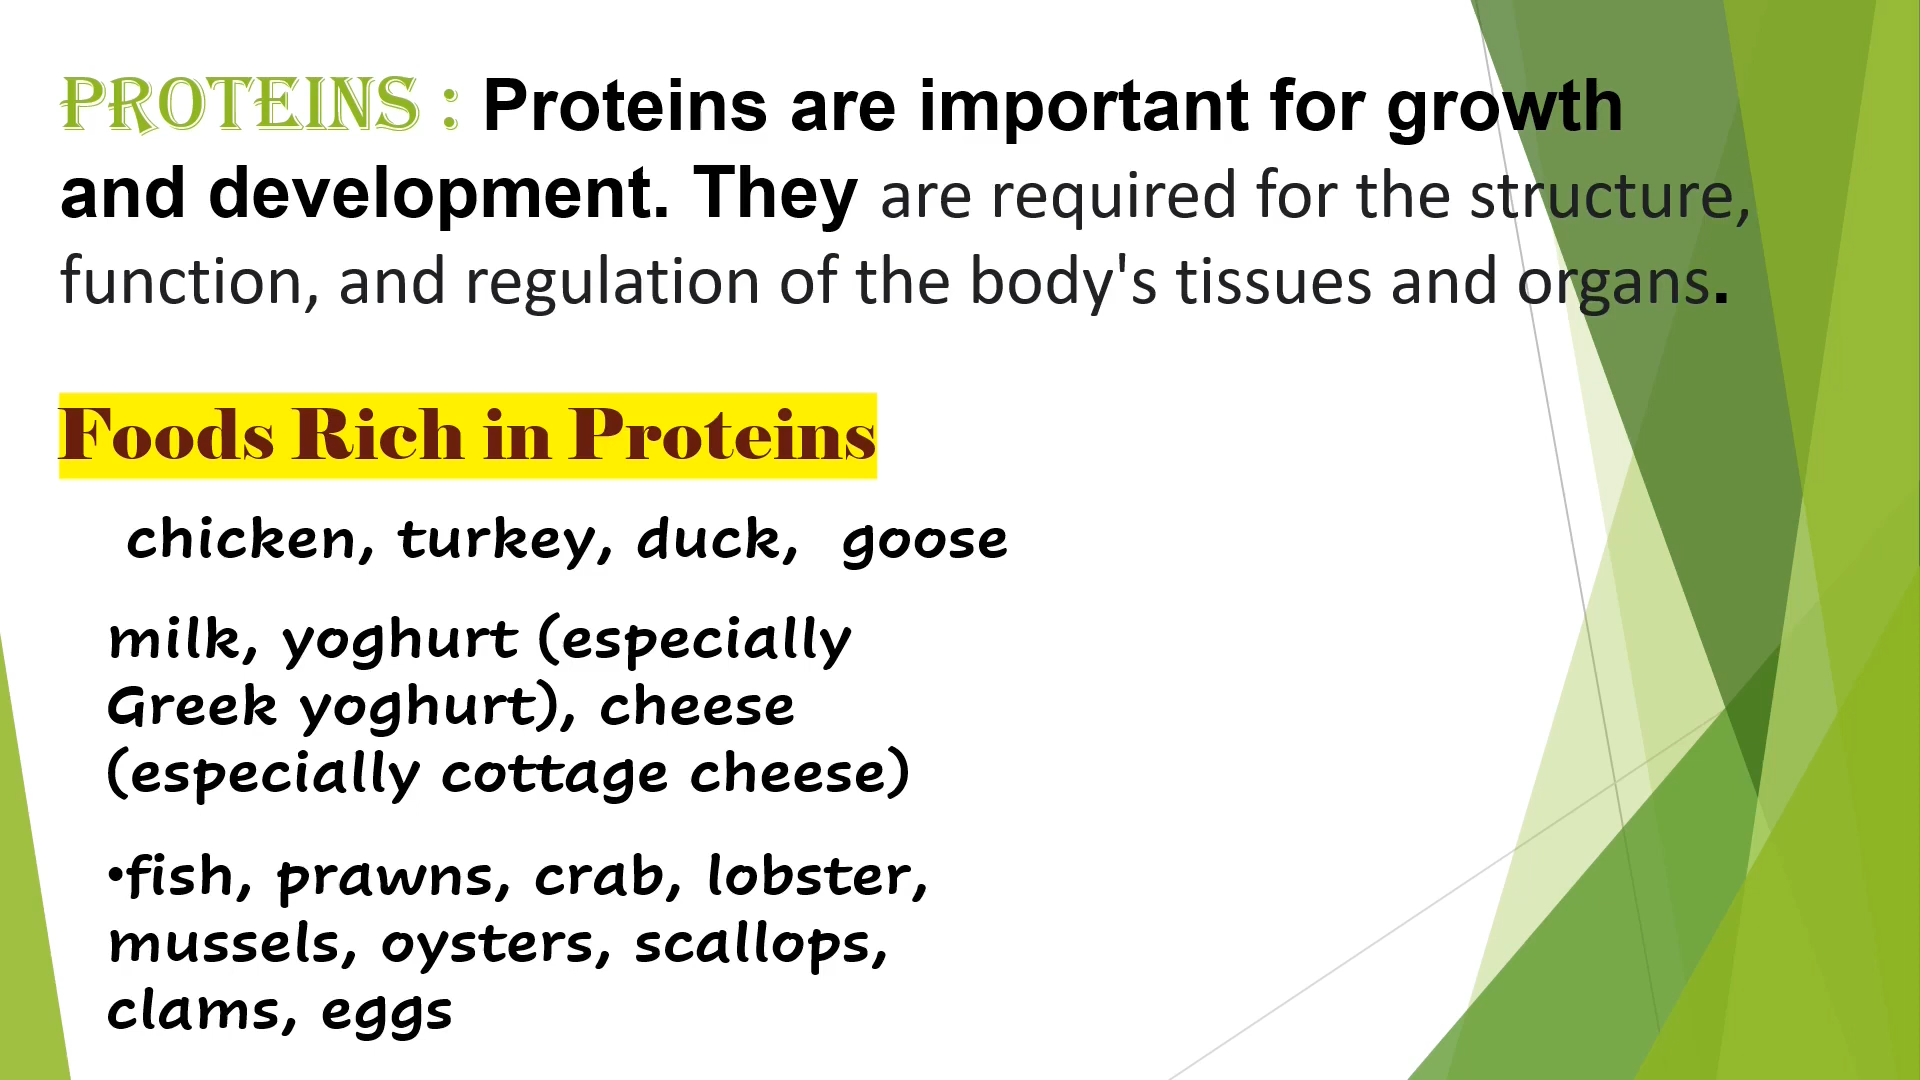 PROTEINS : Proteins are important for growth
and development. They are required for the structure,
function, and regulation of the body's tissues and organs.
Foods Rich in Proteins
chicken, turkey, duck, goose
milk, yoghurt (especially
Greek yoghurt), cheese
(especially cottage cheese)
•fish, prawns, crab, lobster,
mussels, oysters, scallops,
clams, eggs